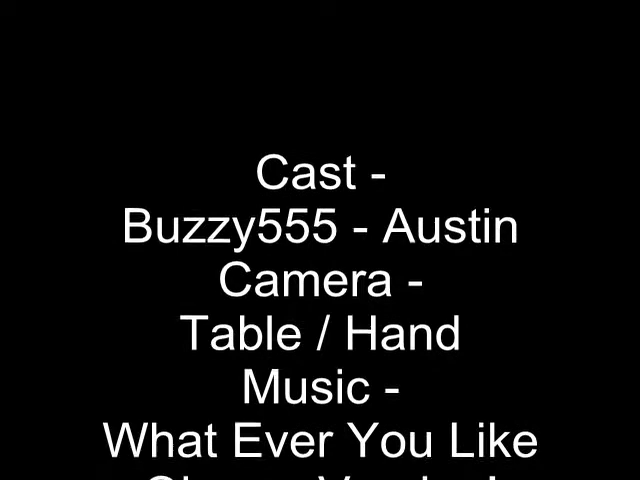 Cast -
Buzzy555 - Austin
Camera -
Table / Hand
Music -
What Ever You Like